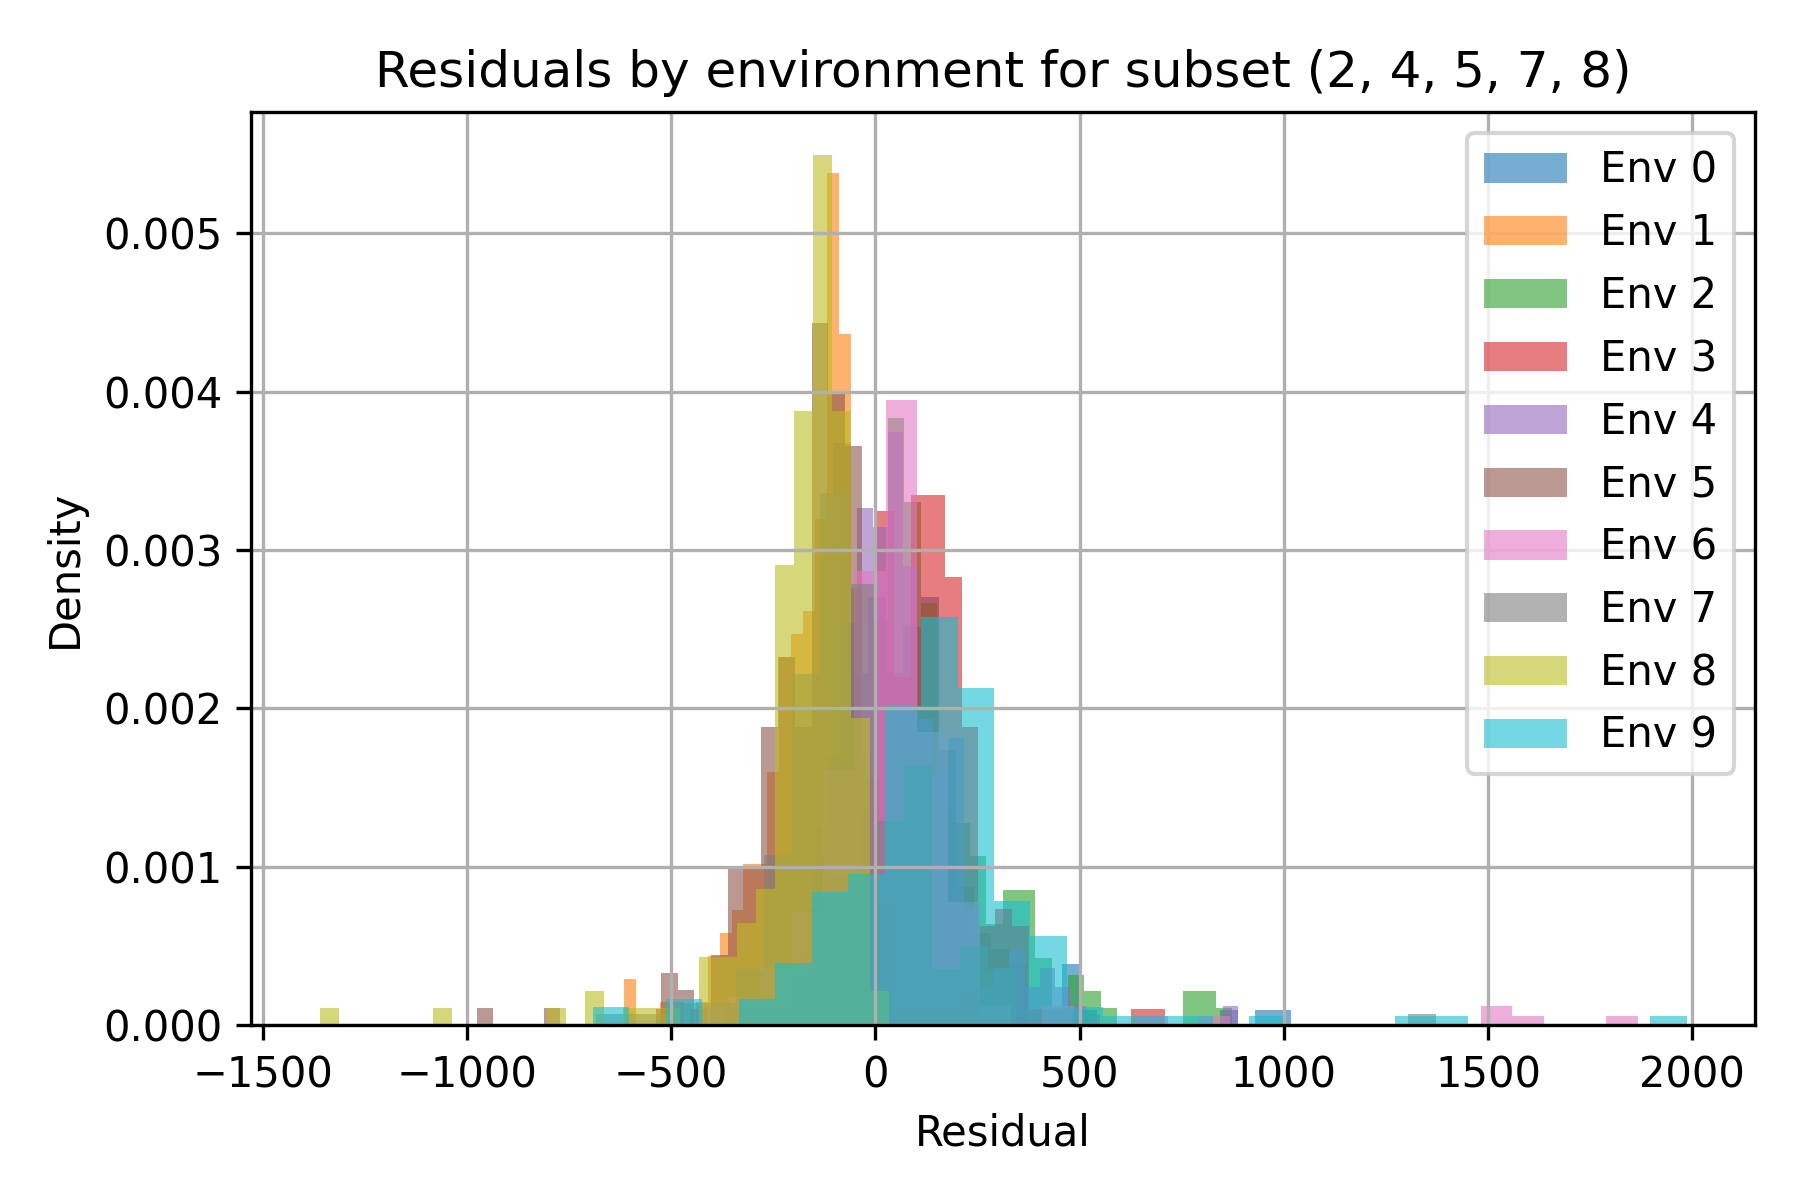 Residuals by environment for subset (2, 4, 5, 7, 8)
Env 0
Env 1
Env 2
Env 3
Env 4
Env 5
Env 6
Env 7
Env 8
Env 9
Density
0.005
0.004
0.003
0.002
0.001
0.000
−1500 −1000 −500 0 500 1000 1500 2000
Residual